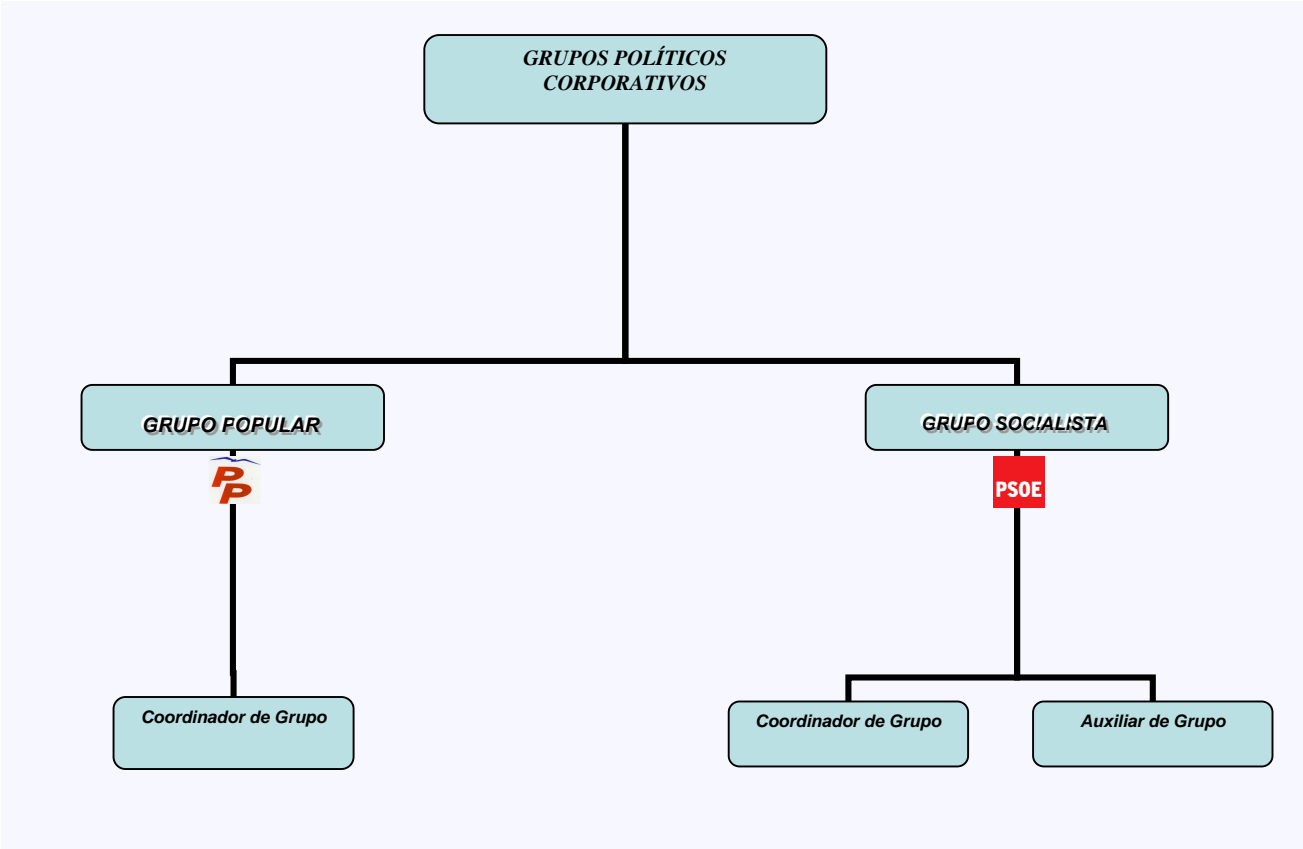 GRUPOS POLÍTICOS
CORPORATIVOS
GRUPO POPULAR
GRUPO SOCIALISTA
PP
PSOE
Coordinador de Grupo
Coordinador de Grupo
Auxiliar de Grupo